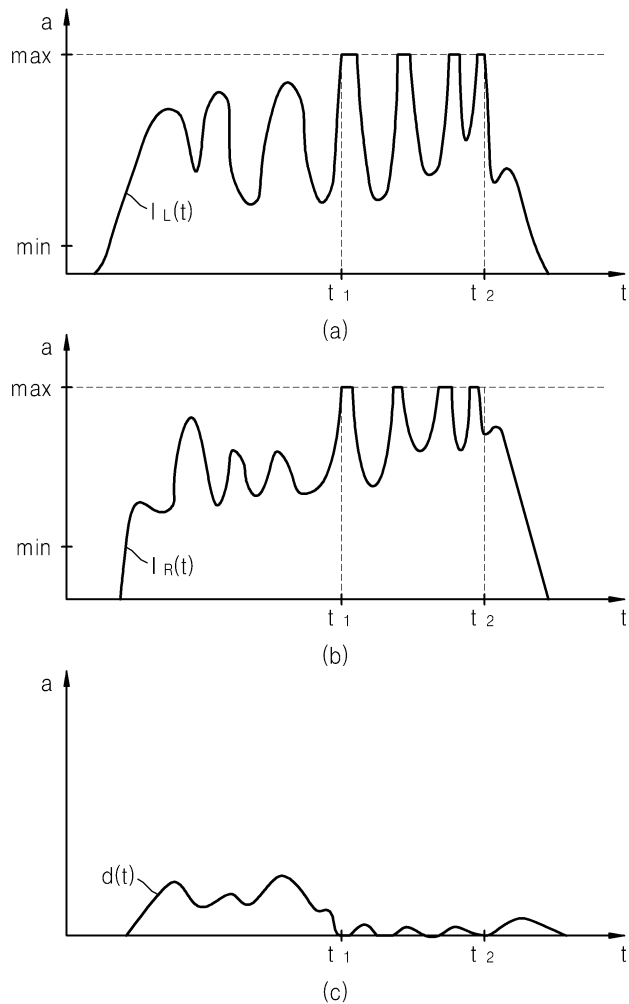 a
max
I L(t)
min
t 1 t 2 t
(a)
a
max
min
I R(t)
t 1 t 2 t
(b)
a
d(t)
t 1 t 2 t
(c)